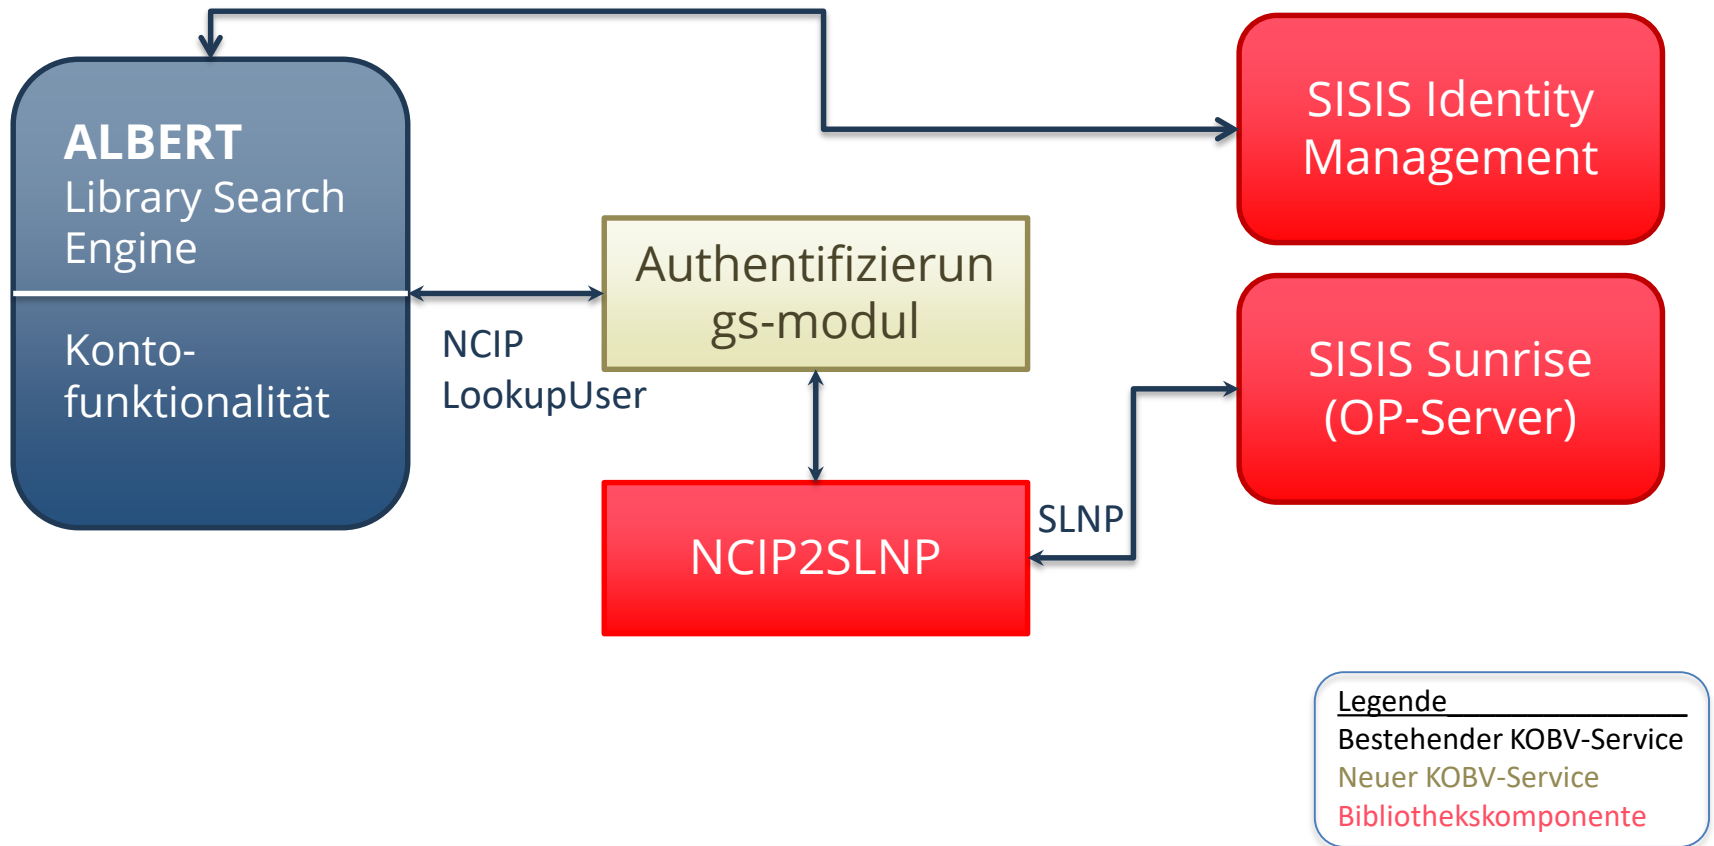 ALBERT
Library Search
Engine
Konto-
funktionalität
NCIP
LookupUser
Authentifizierun
gs-modul
NCIP2SLNP
SLNP
SISIS Identity
Management
SISIS Sunrise
(OP-Server)
Legende
Bestehender KOBV-Service
Neuer KOBV-Service
Bibliothekskomponente